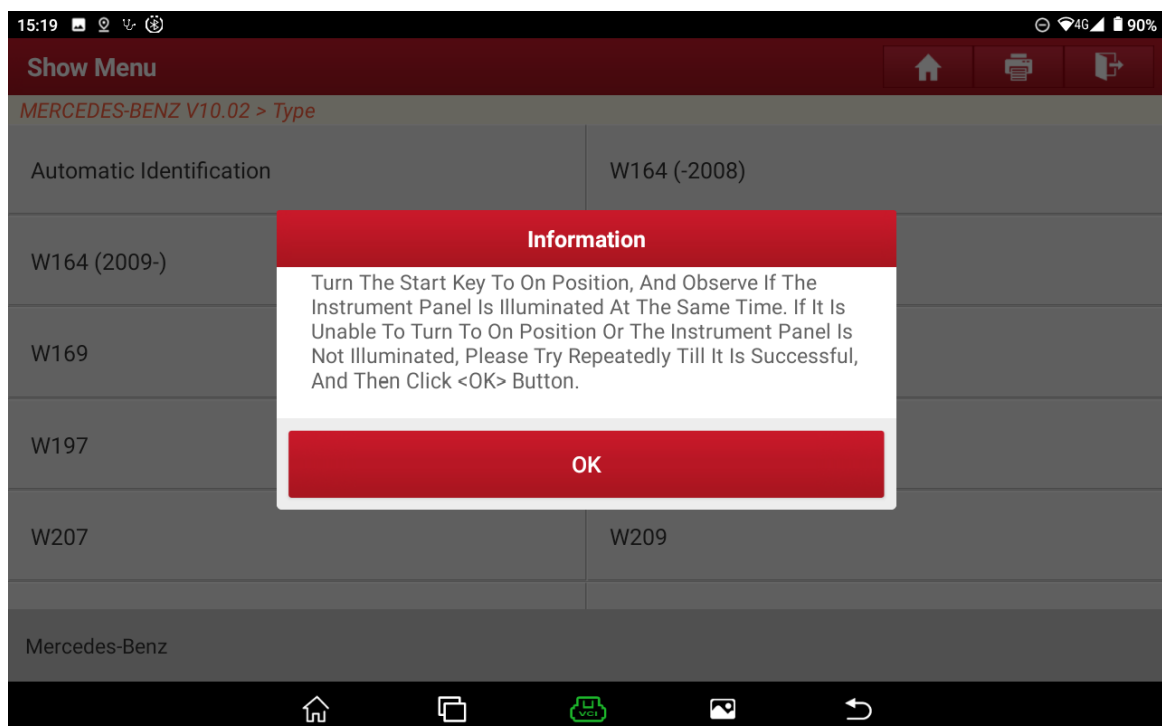 15:19
4G 90%
Show Menu
MERCEDES-BENZ V10.02 > Type
Automatic Identification
W164 (-2008)
Information
W164 (2009-)
Turn The Start Key To On Position, And Observe If The
Instrument Panel Is Illuminated At The Same Time. If It Is
Unable To Turn To On Position Or The Instrument Panel Is
Not Illuminated, Please Try Repeatedly Till It Is Successful,
And Then Click <OK> Button.
W169
W197
OK
W207
W209
Mercedes-Benz
VCI